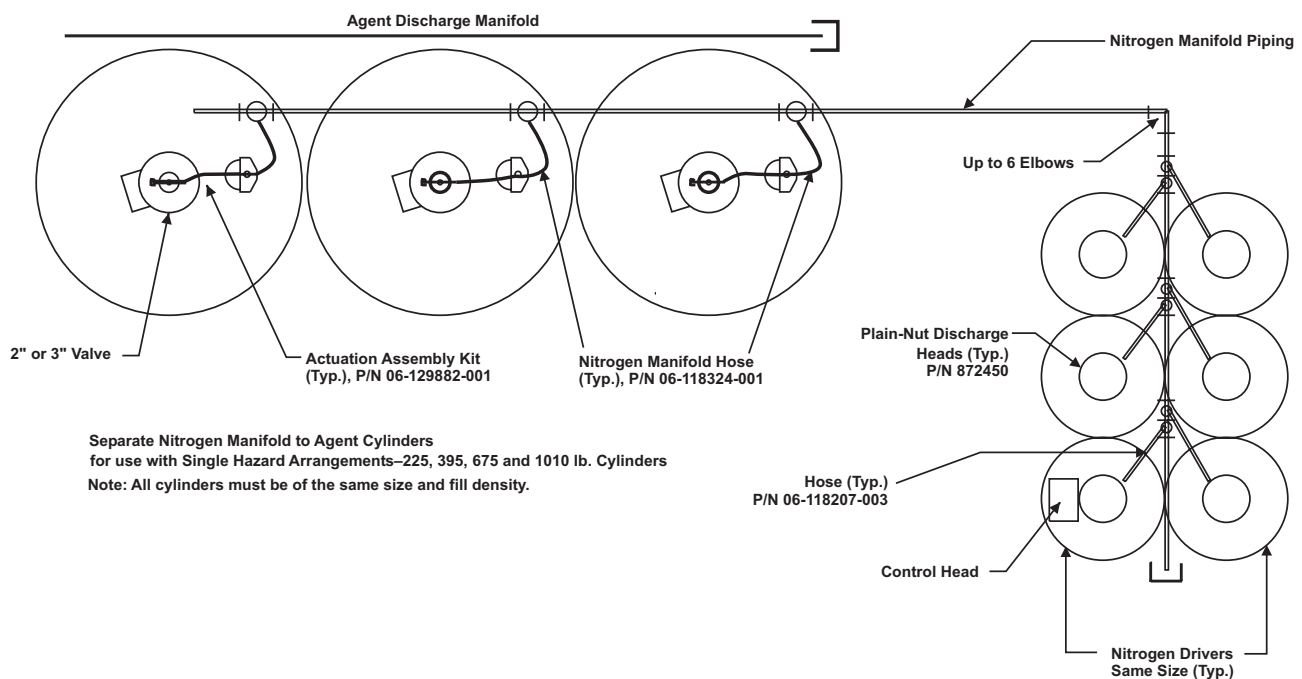 Agent Discharge Manifold
Nitrogen Manifold Piping
Up to 6 Elbows
2" or 3" Valve
Actuation Assembly Kit
(Typ.), P/N 06-129882-001
Nitrogen Manifold Hose
(Typ.), P/N 06-118324-001
Plain-Nut Discharge
Heads (Typ.)
P/N 872450
Separate Nitrogen Manifold to Agent Cylinders
for use with Single Hazard Arrangements–225, 395, 675 and 1010 lb. Cylinders
Note: All cylinders must be of the same size and fill density.
Hose (Typ.)
P/N 06-118207-003
Control Head
Nitrogen Drivers
Same Size (Typ.)